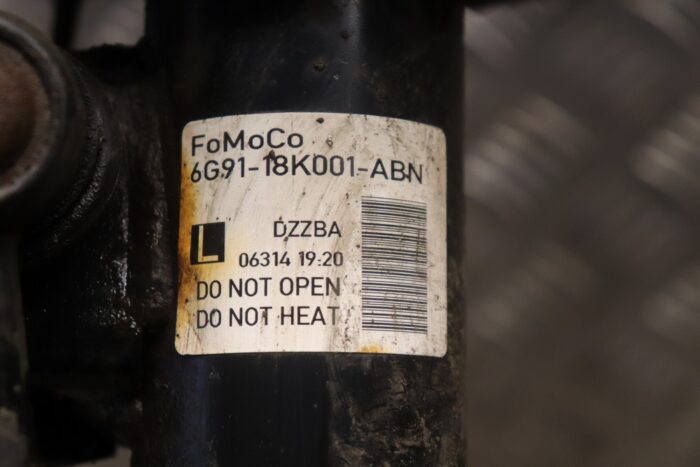 FoMoCo
6G91-18K001-ABN
L
DZZBA
06314 19:20
DO NOT OPEN
DO NOT HEAT